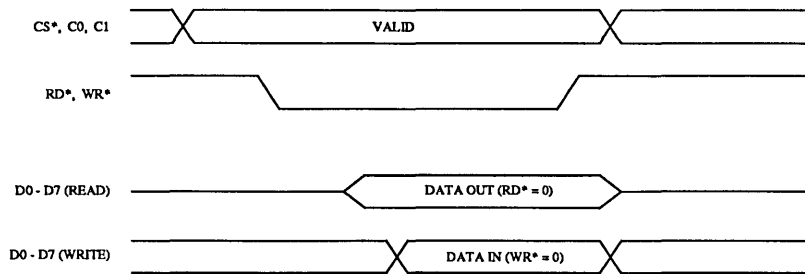 CS*, C0, C1
VALID
RD*, WR*
D0 - D7 (READ)
DATA OUT (RD* = 0)
D0 - D7 (WRITE)
DATA IN (WR* = 0)